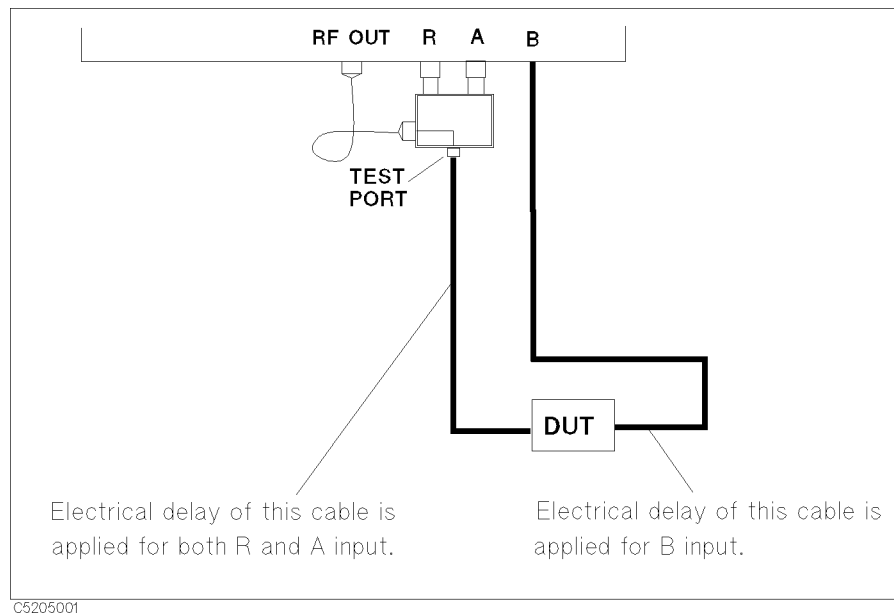 RF OUT R A B
TEST
PORT
DUT
Electrical delay of this cable is
applied for both R and A input.
Electrical delay of this cable is
applied for B input.
C5205001